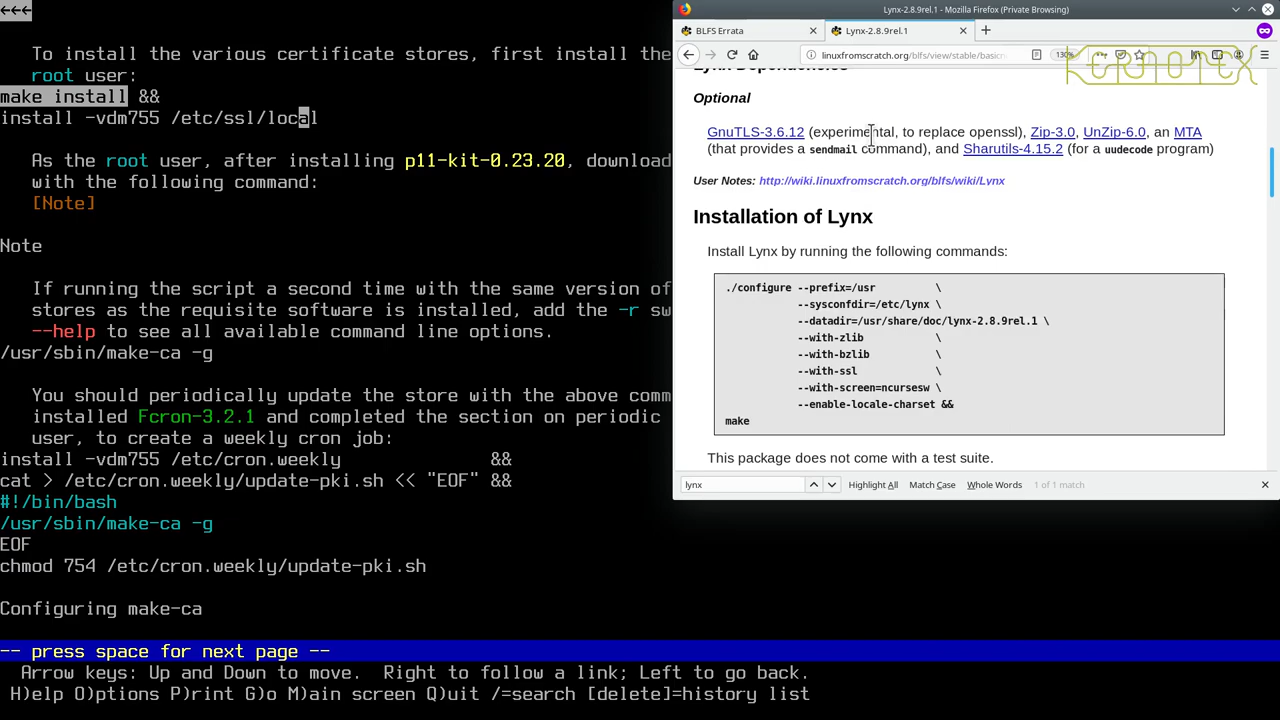 ←←←
To install the various certificate stores, first install the
root user:
make install &&
install -vdm755 /etc/ssl/local
As the root user, after installing p11-kit-0.23.20, download
with the following command:
[Note]
Note
If running the script a second time with the same version of
stores as the requisite software is installed, add the -r sw
--help to see all available command line options.
/usr/sbin/make-ca -g
You should periodically update the store with the above comm
installed Fcron-3.2.1 and completed the section on periodic
user, to create a weekly cron job:
install -vdm755 /etc/cron.weekly &&
cat > /etc/cron.weekly/update-pki.sh << "EOF" &&
#!/bin/bash
/usr/sbin/make-ca -g
EOF
chmod 754 /etc/cron.weekly/update-pki.sh
Configuring make-ca
-- press space for next page --
Arrow keys: Up and Down to move. Right to follow a link; Left to go back.
H)elp O)ptions P)rint G)o M)ain screen Q)uit /=search [delete]=history list
Lynx-2.8.9rel.1 - Mozilla Firefox (Private Browsing)
BLFS Errata
Lynx-2.8.9rel.1
linuxfromscratch.org/blfs/view/stable/basic
130%
Lynx Dependencies
Optional
GnuTLS-3.6.12 (experimental, to replace openssl), Zip-3.0, UnZip-6.0, an MTA
(that provides a sendmail command), and Sharutils-4.15.2 (for a uudecode program)
User Notes: http://wiki.linuxfromscratch.org/blfs/wiki/Lynx
Installation of Lynx
Install Lynx by running the following commands:
./configure --prefix=/usr \
--sysconfdir=/etc/lynx \
--datadir=/usr/share/doc/lynx-2.8.9rel.1 \
--with-zlib \
--with-bzlib \
--with-ssl \
--with-screen=ncursesw \
--enable-locale-charset &&
make
This package does not come with a test suite.
lynx
Highlight All
Match Case
Whole Words
1 of 1 match